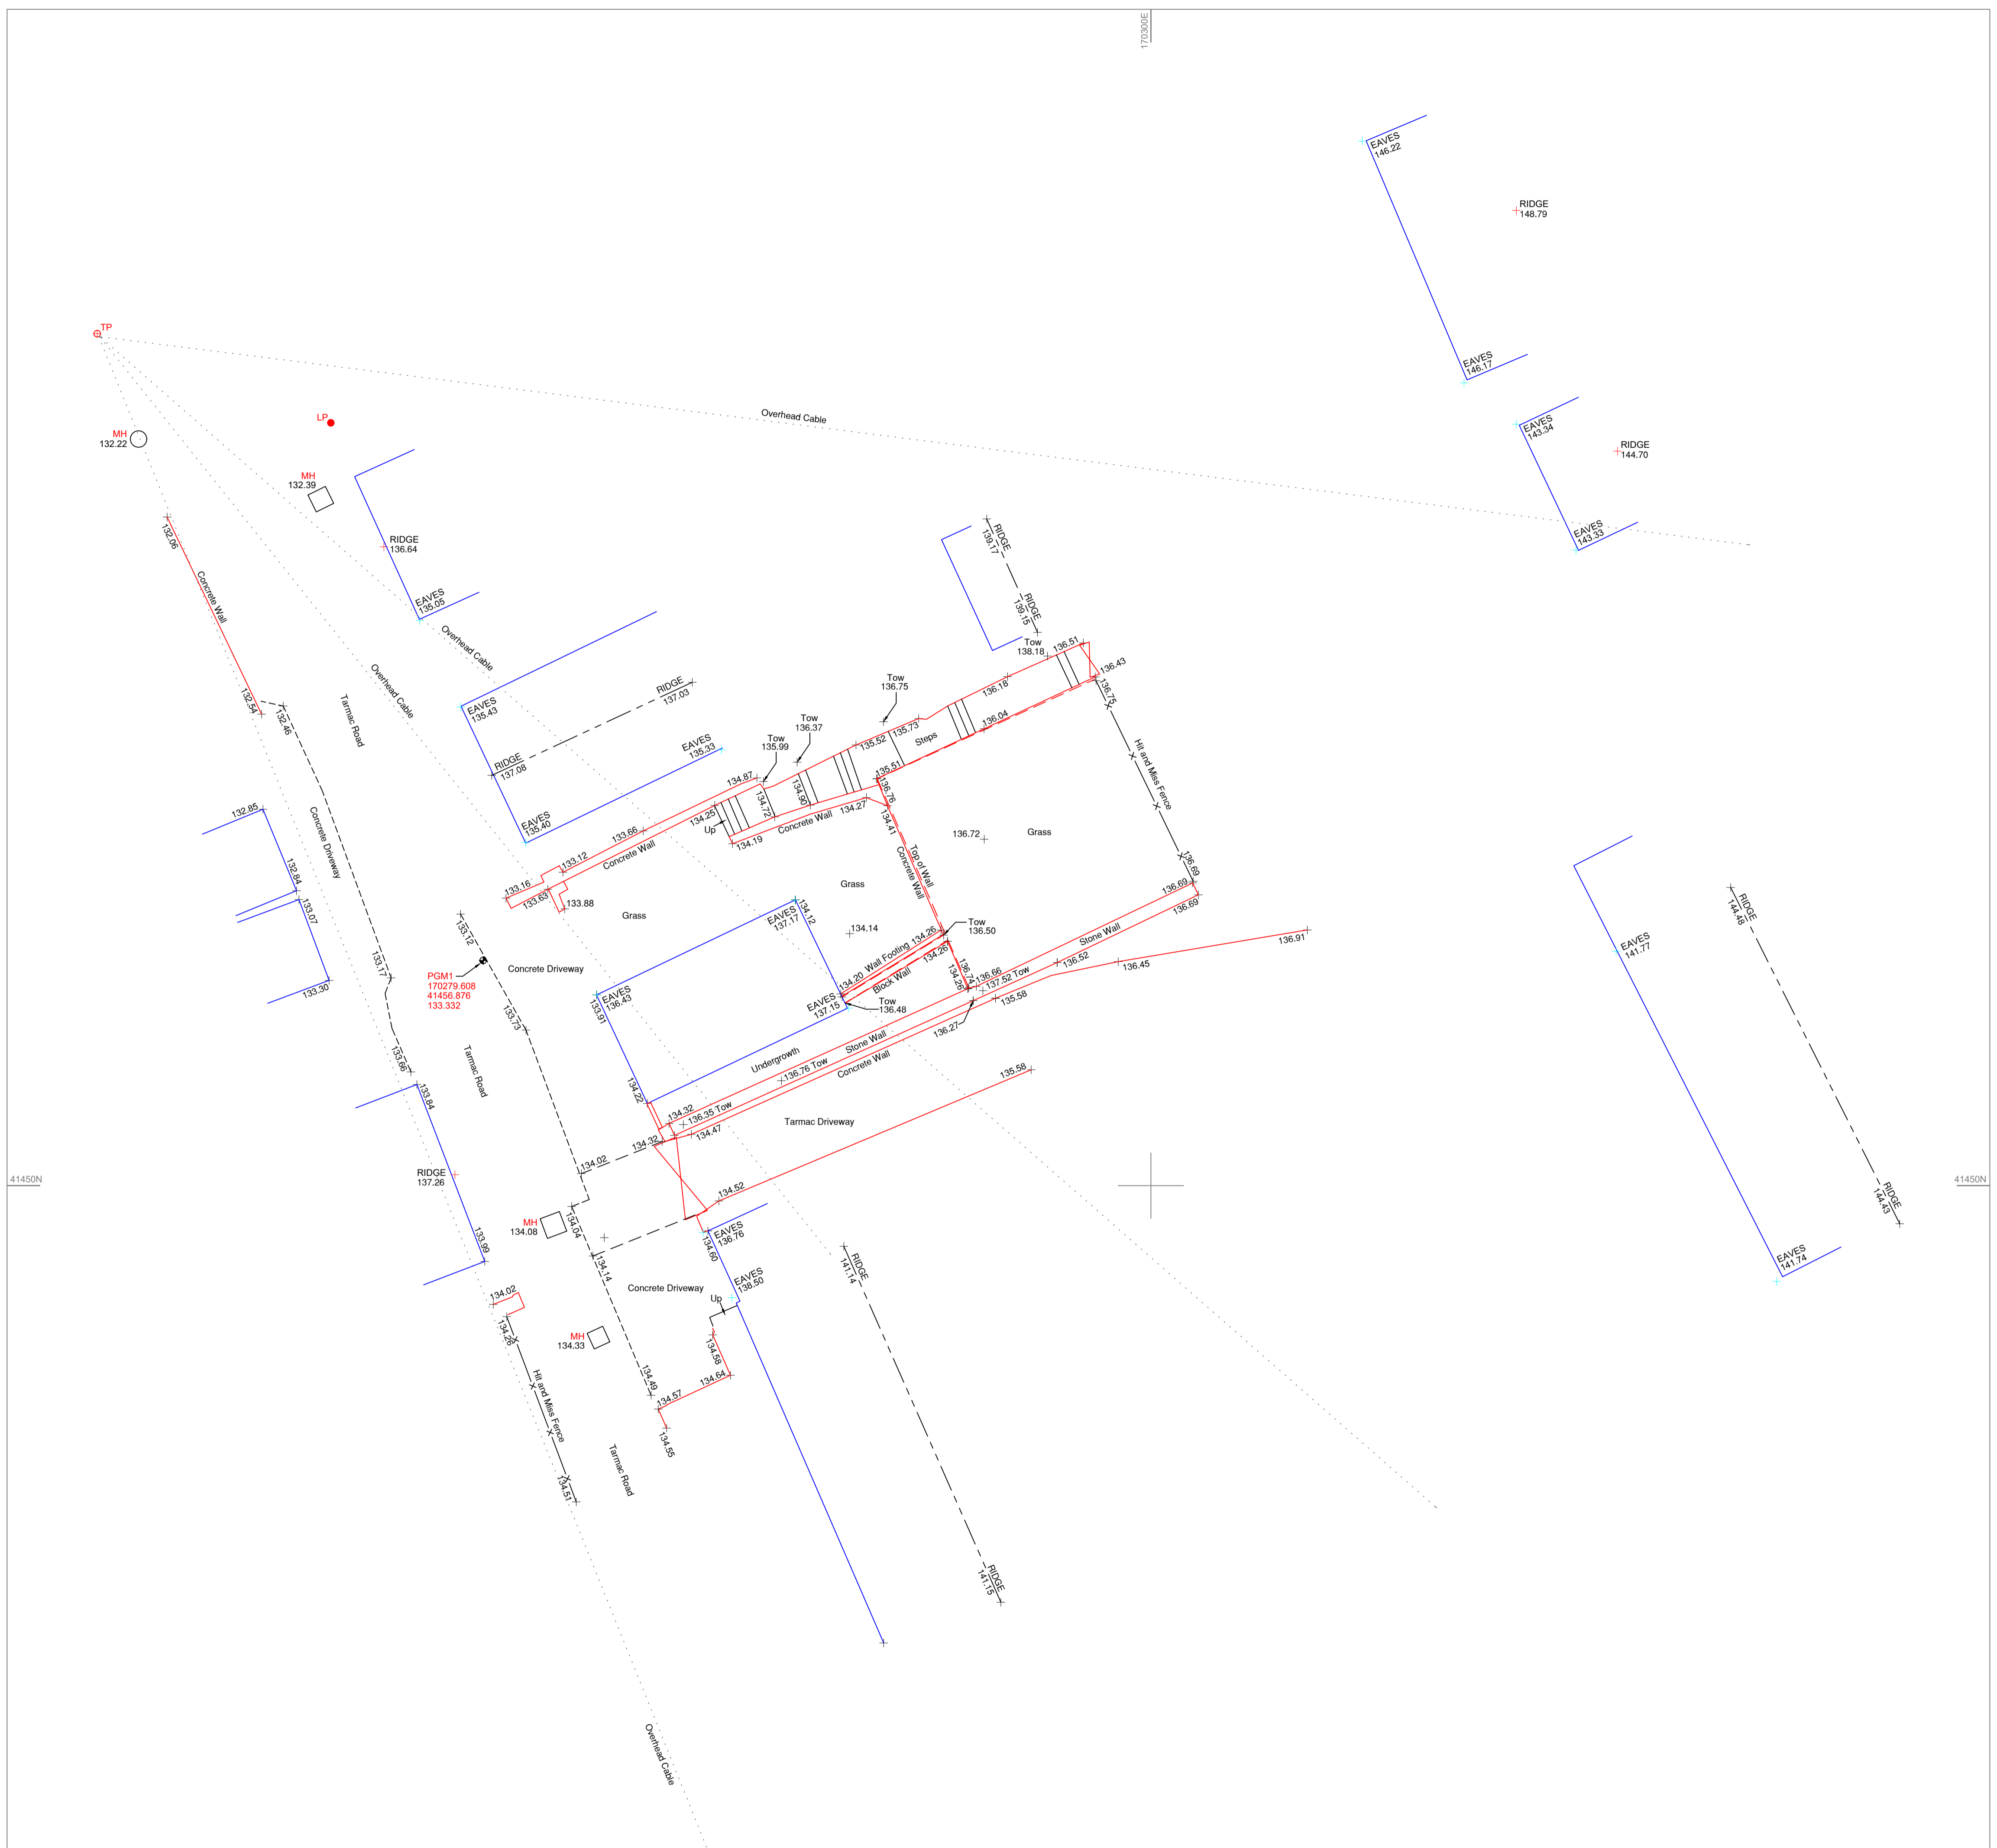 170300E
EAVES
146.22
RIDGE
148.79
TP
EAVES
146.17
Overhead Cable
LP
MH
132.22
EAVES
143.34
RIDGE
144.70
MH
132.39
RIDGE
136.64
132.06
RIDGE
139.17
EAVES
143.33
EAVES
135.05
Concrete Wall
Overhead Cable
RIDGE
139.15
Tow
138.18
136.51
136.43
Overhead Cable
RIDGE
137.03
Tow
136.75
136.18
136.75
132.54
132.46
Tarmac Road
EAVES
135.43
Tow
136.37
135.73
136.04
Tow
135.99
135.52
Steps
EAVES
135.33
Hit and Miss Fence
RIDGE
137.08
134.87
135.51
136.76
134.90
134.27
132.85
Concrete Driveway
EAVES
135.40
133.66
134.25
134.72
Up
134.19
Concrete Wall
134.41
136.72
Grass
Concrete Wall
133.12
Top of Wall
Concrete Wall
136.69
132.84
133.16
133.63
133.88
Grass
136.69
136.69
133.07
133.12
Grass
EAVES
137.17
134.12
134.14
134.26
Tow
136.50
Stone Wall
136.91
RIDGE
144.48
EAVES
141.77
133.17
133.30
PGM1
170279.608
41456.876
133.332
Concrete Driveway
Wall Footing
134.20
134.26
Block Wall
136.74
134.26
136.66
137.52 Tow
136.52
136.45
EAVES
136.43
133.91
EAVES
137.15
Tow
136.48
135.58
136.27
133.73
133.66
Tarmac Road
Stone Wall
Undergrowth
Concrete Wall
136.76 Tow
135.58
133.84
134.22
134.32
136.35 Tow
134.32
134.47
Tarmac Driveway
134.02
RIDGE
137.26
41450N
41450N
134.52
RIDGE
144.43
MH
134.08
134.04
EAVES
136.76
134.60
133.99
134.14
RIDGE
141.14
EAVES
141.74
Concrete Driveway
EAVES
138.50
Up
134.02
134.26
MH
134.33
134.58
Hit and Miss Fence
134.49
134.57
134.64
134.55
134.51
Tarmac Road
RIDGE
141.15
Overhead Cable